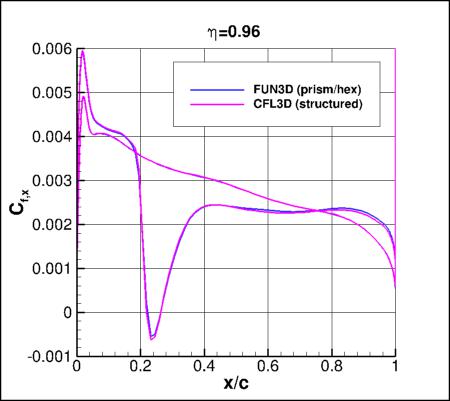 η=0.96
0.006
0.005
0.004
0.003
0.002
0.001
0
-0.001
C f,x
FUN3D (prism/hex)
CFL3D (structured)
0 0.2 0.4 0.6 0.8 1
x/c